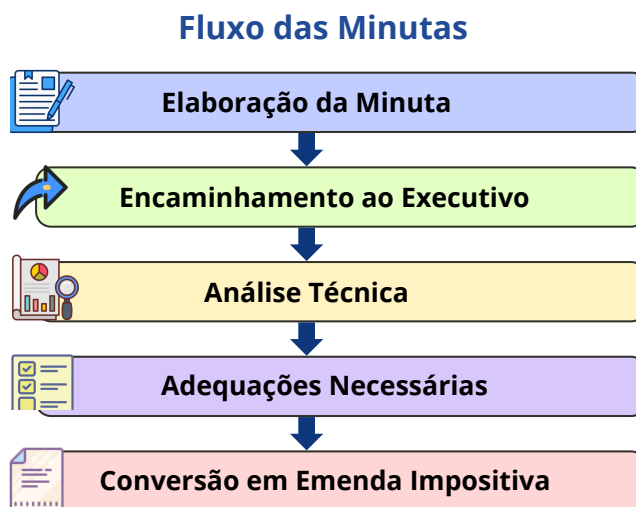 Fluxo das Minutas
Elaboração da Minuta
Encaminhamento ao Executivo
Análise Técnica
Adequações Necessárias
Conversão em Emenda Impositiva